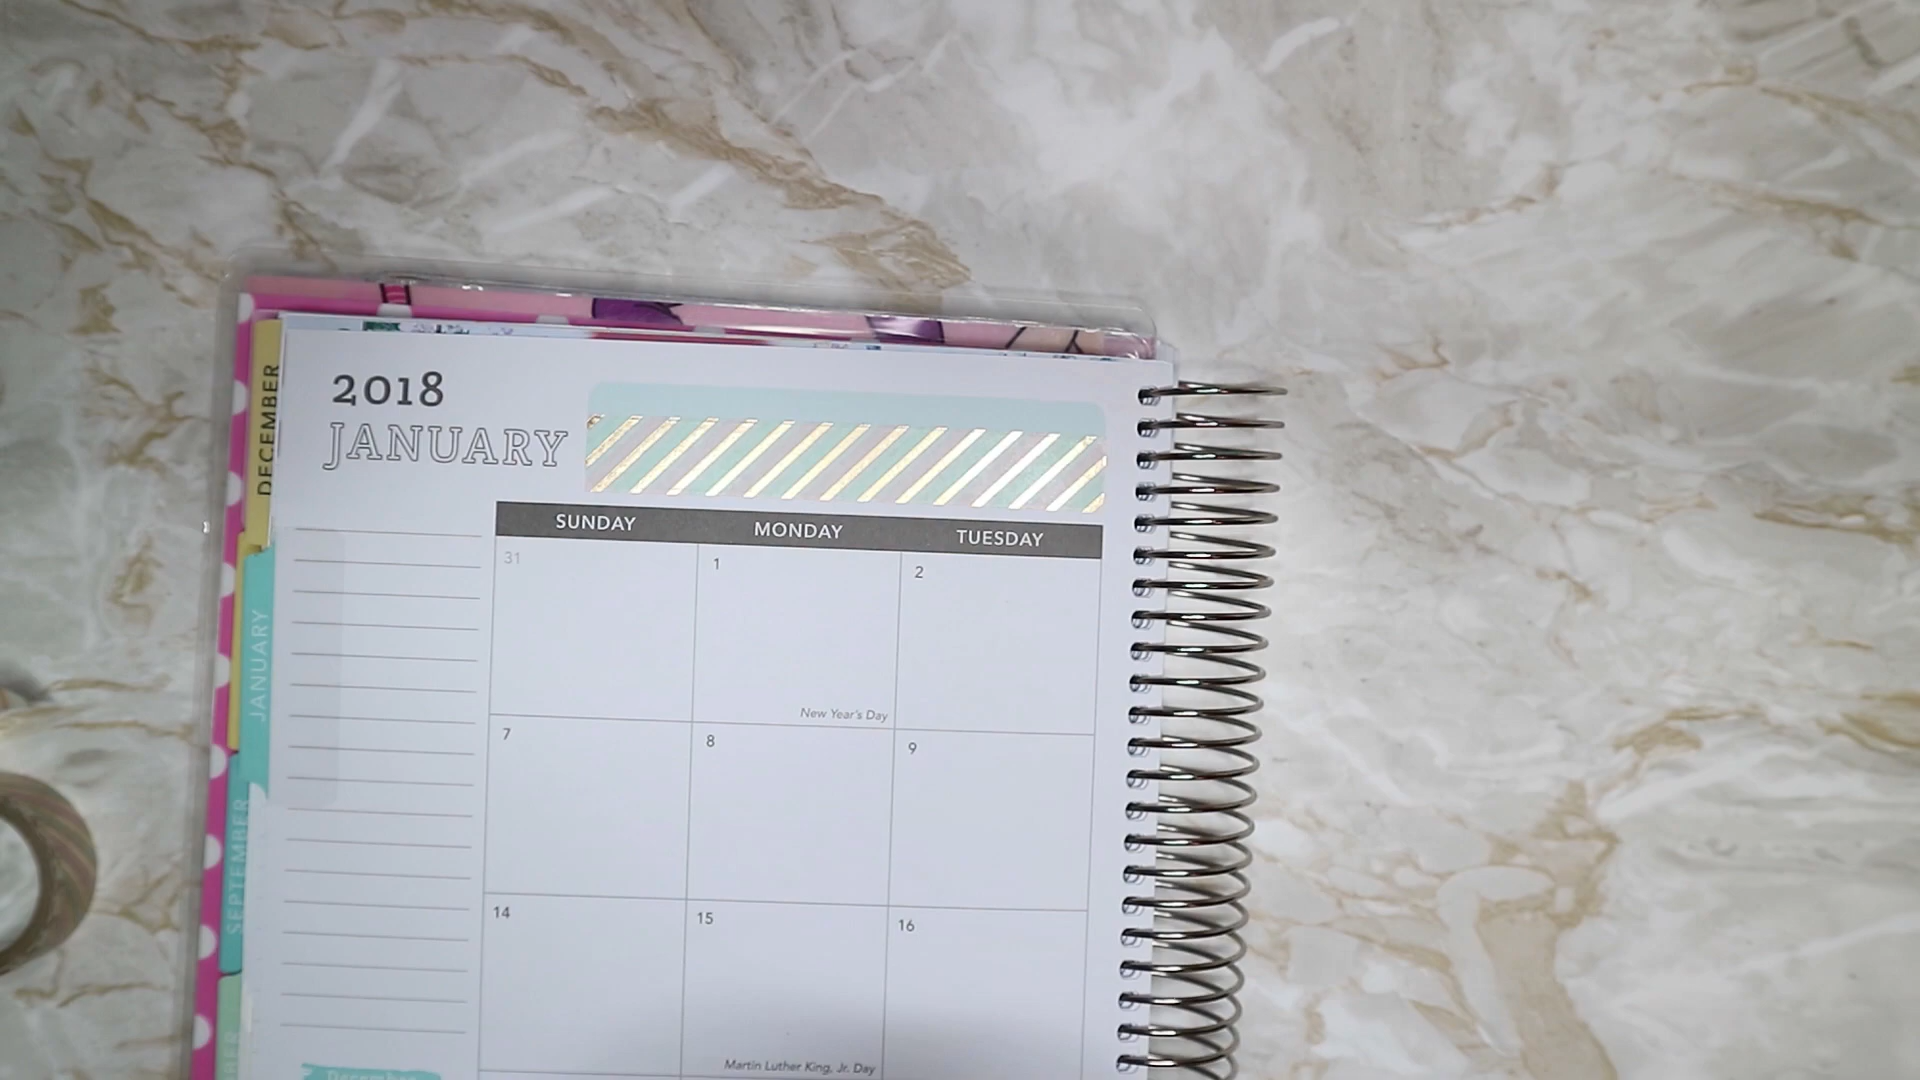 2018
JANUARY
DECEMBER
JANUARY
SEPTEMBER
SUNDAY MONDAY TUESDAY
31 1 2
New Year's Day
7 8 9
14 15 16
Martin Luther King, Jr. Day
December